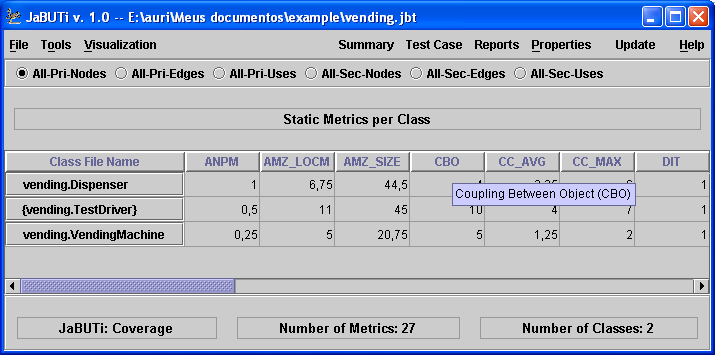 JaBUTi v. 1.0 -- E:\auri\Meus documentos\example\vending.jbt
File Tools Visualization Summary Test Case Reports Properties Update Help
All-Pri-Nodes All-Pri-Edges All-Pri-Uses All-Sec-Nodes All-Sec-Edges All-Sec-Uses
Static Metrics per Class
Class File Name ANPM AMZ_LOCM AMZ_SIZE CBO CC_AVG CC_MAX DIT
vending.Dispenser 1 6,75 44,5 1
Coupling Between Object (CBO)
{vending.TestDriver} 0,5 11 45 10 4 7 1
vending.VendingMachine 0,25 5 20,75 5 1,25 2 1
JaBUTi: Coverage Number of Metrics: 27 Number of Classes: 2